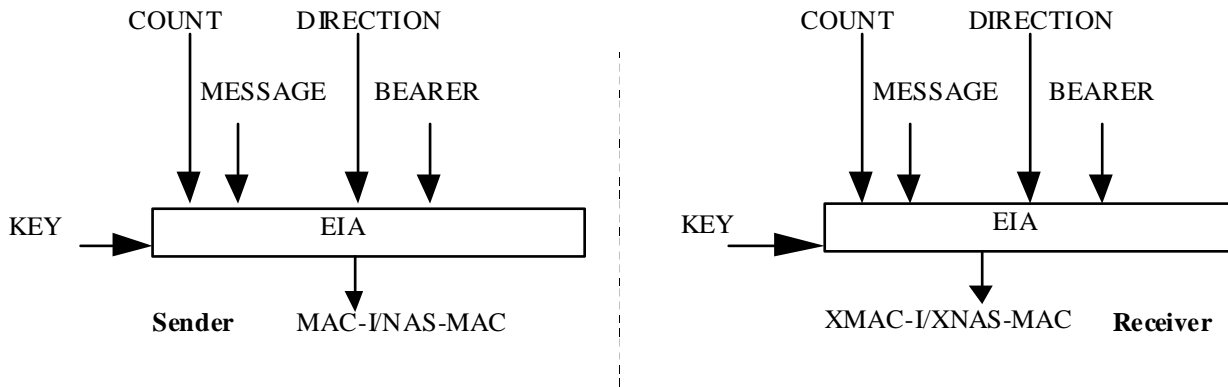 COUNT DIRECTION
MESSAGE BEARER
KEY EIA
Sender MAC-I/NAS-MAC
COUNT DIRECTION
MESSAGE BEARER
KEY EIA
XMAC-I/XNAS-MAC Receiver